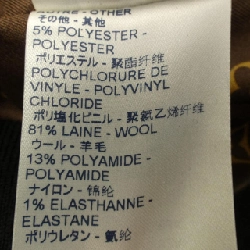 AUTRE - OTHER
その他 - 其他
5% POLYESTER -
POLYESTER
ポリエステル - 聚酯纤维
POLYCHLORURE DE
VINYLE - POLYVINYL
CHLORIDE
ポリ塩化ビニル - 聚氯乙烯纤维
81% LAINE - WOOL
ウール - 羊毛
13% POLYAMIDE -
POLYAMIDE
ナイロン - 锦纶
1% ELASTHANNE -
ELASTANE
ポリウレタン - 氨纶